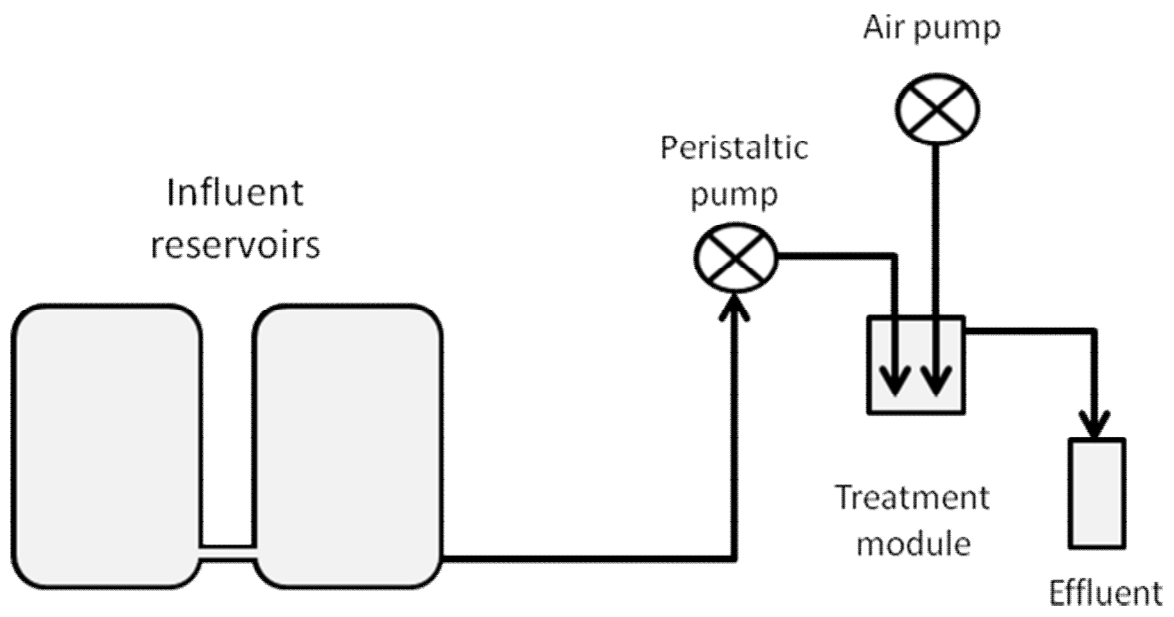 Air pump
Peristaltic
pump
Influent
reservoirs
Treatment
module
Effluent